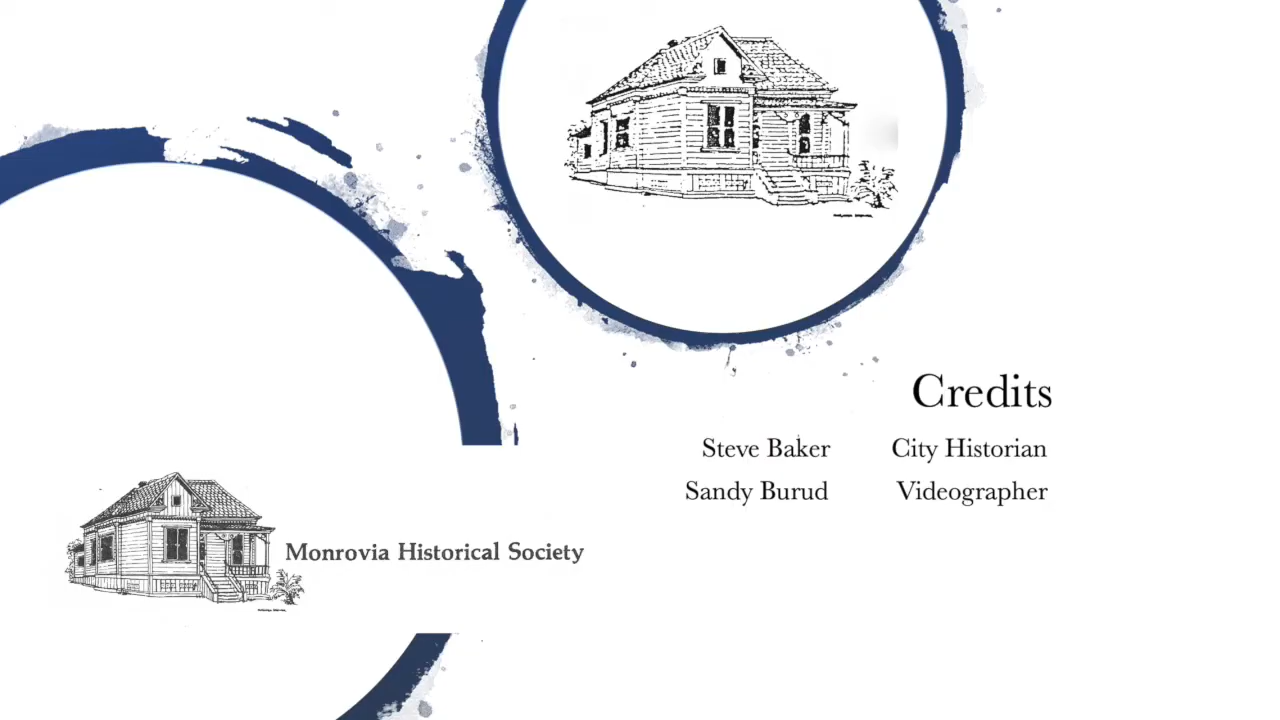 Credits
Steve Baker City Historian
Sandy Burud Videographer
Monrovia Historical Society